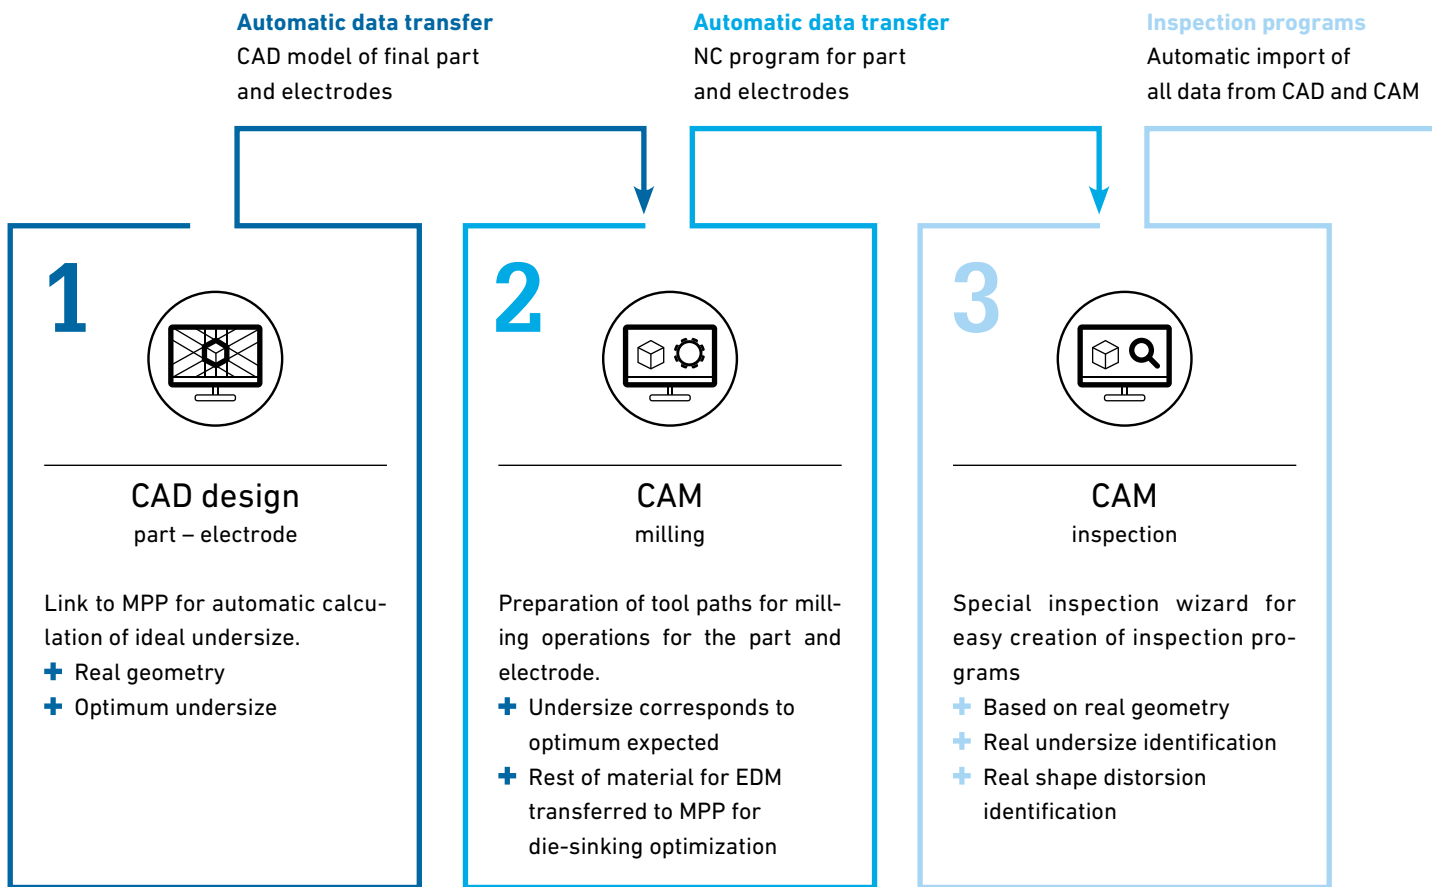 Automatic data transfer
CAD model of final part
and electrodes
Automatic data transfer
NC program for part
and electrodes
Inspection programs
Automatic import of
all data from CAD and CAM
1
CAD design
part – electrode
Link to MPP for automatic calcu-
lation of ideal undersize.
Real geometry
Optimum undersize
2
CAM
milling
Preparation of tool paths for mill-
ing operations for the part and
electrode.
Undersize corresponds to
optimum expected
Rest of material for EDM
transferred to MPP for
die-sinking optimization
3
CAM
inspection
Special inspection wizard for
easy creation of inspection pro-
grams
Based on real geometry
Real undersize identification
Real shape distorsion
identification